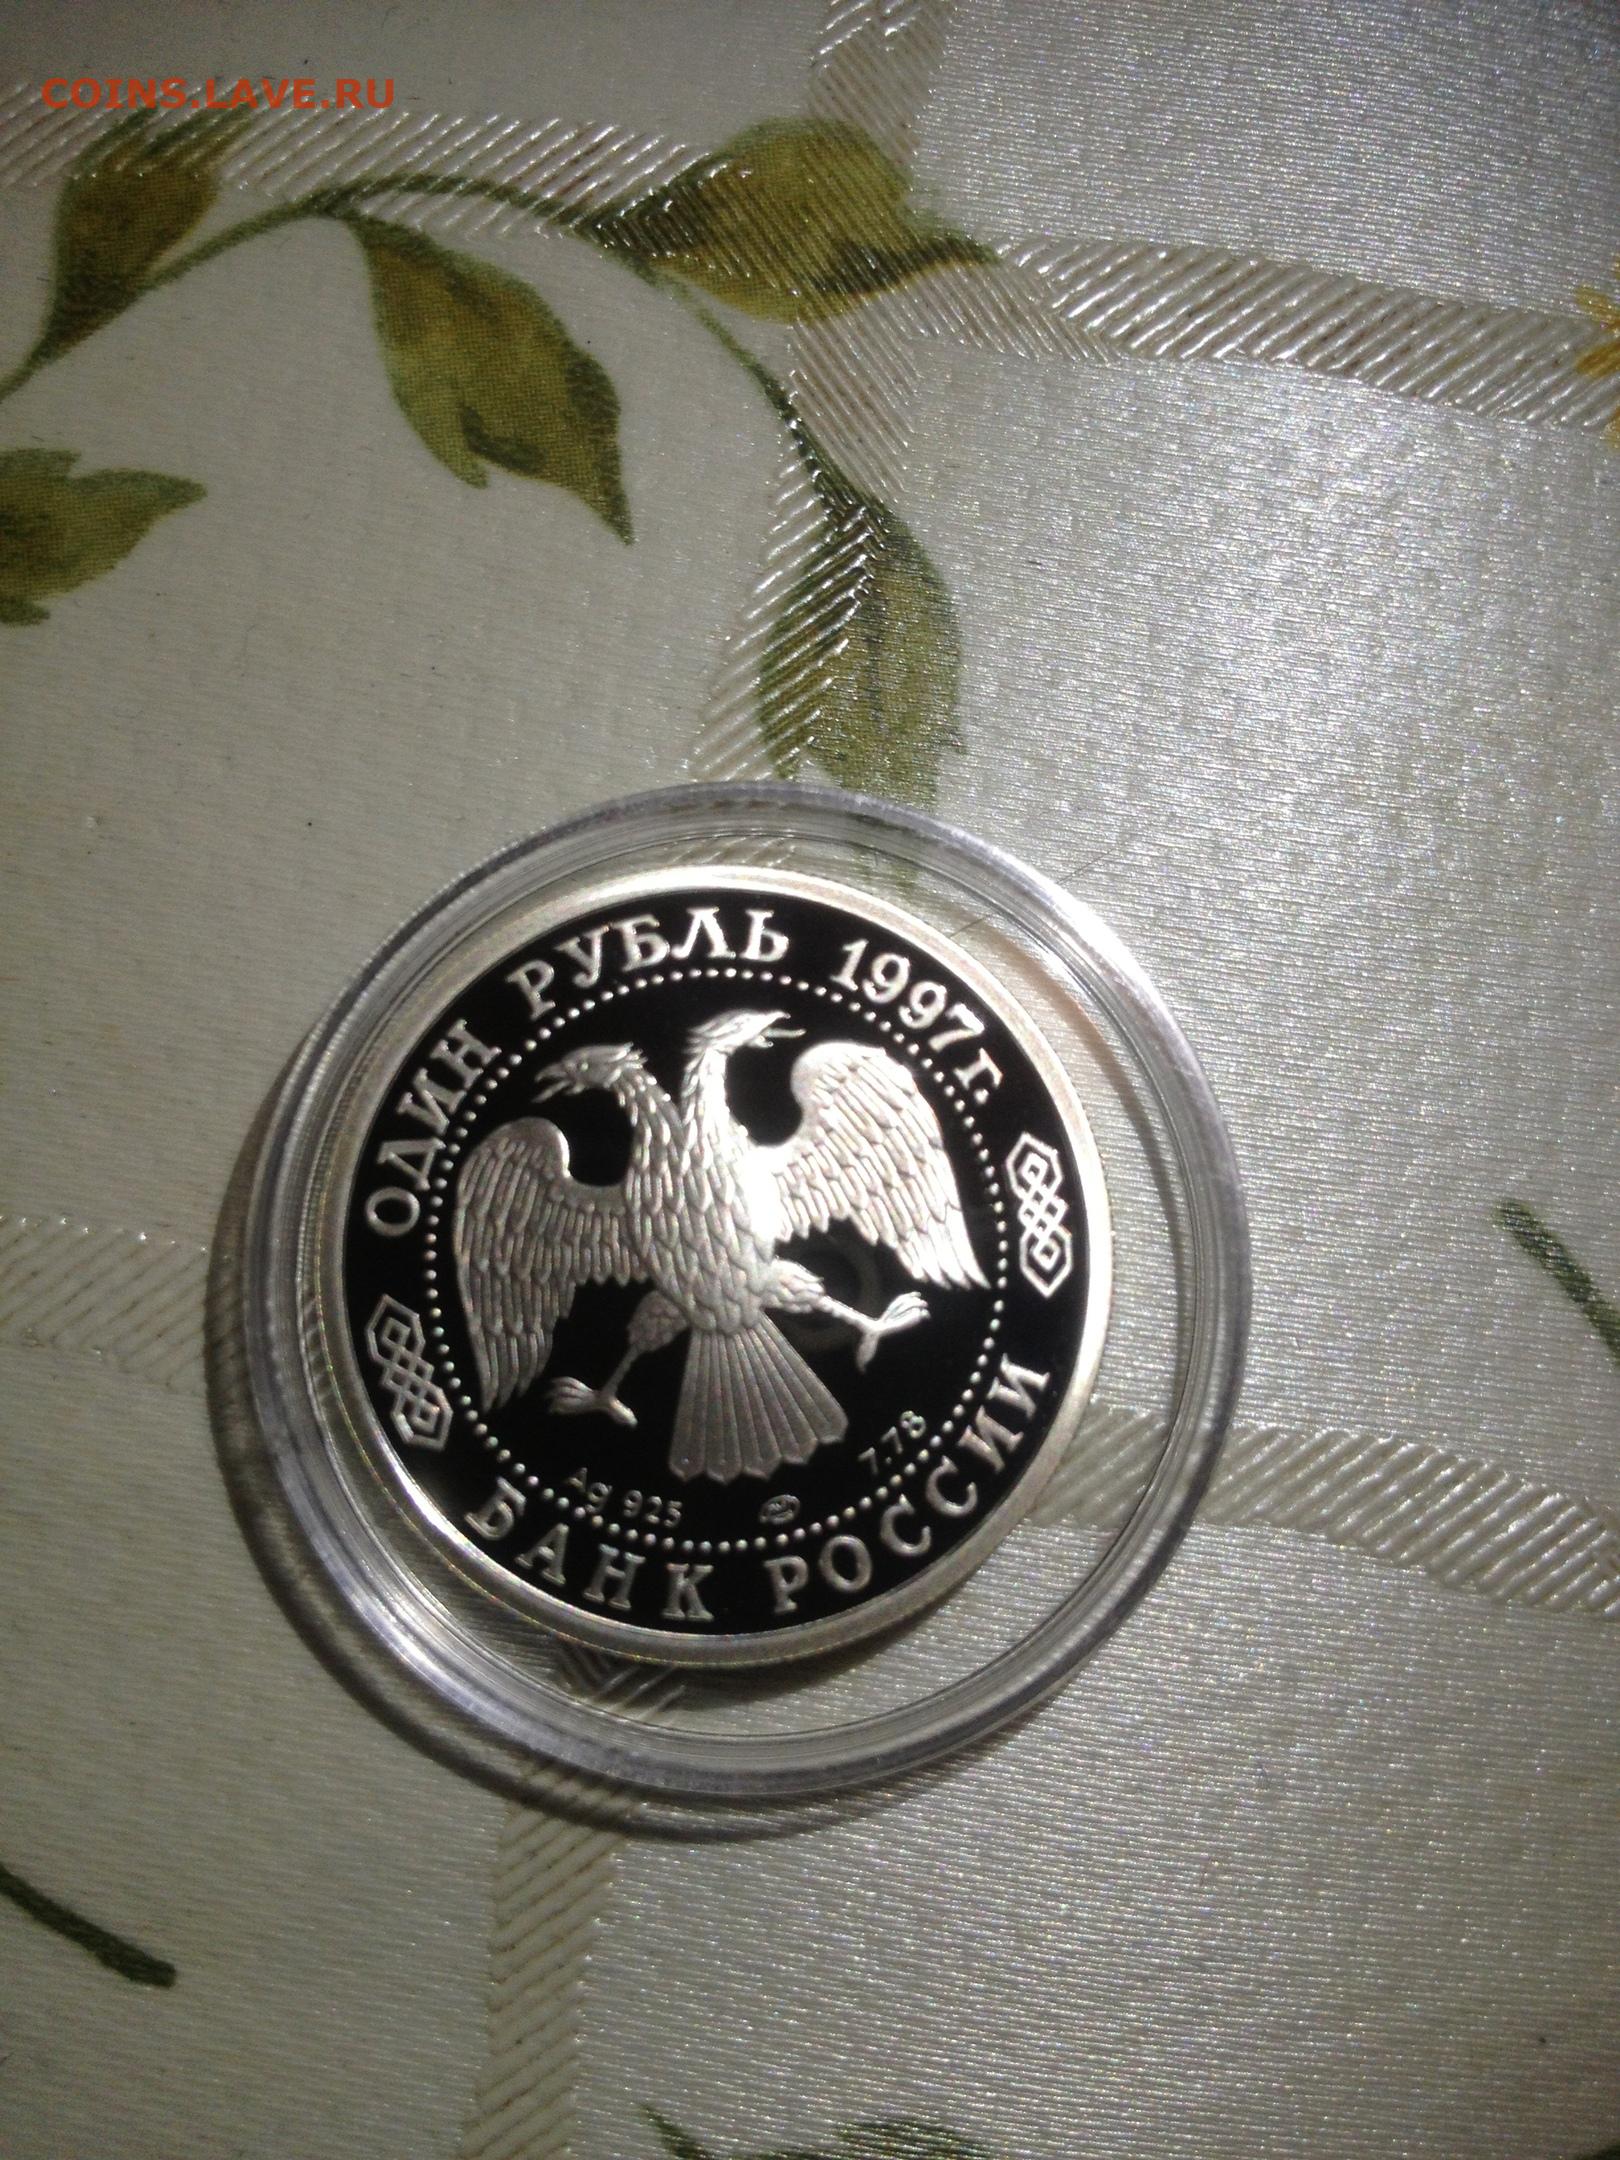 COINS.LAVE.RU
ОДИН РУБЛЬ 1997г.
Ag 925
7.78
БАНК РОССИИ